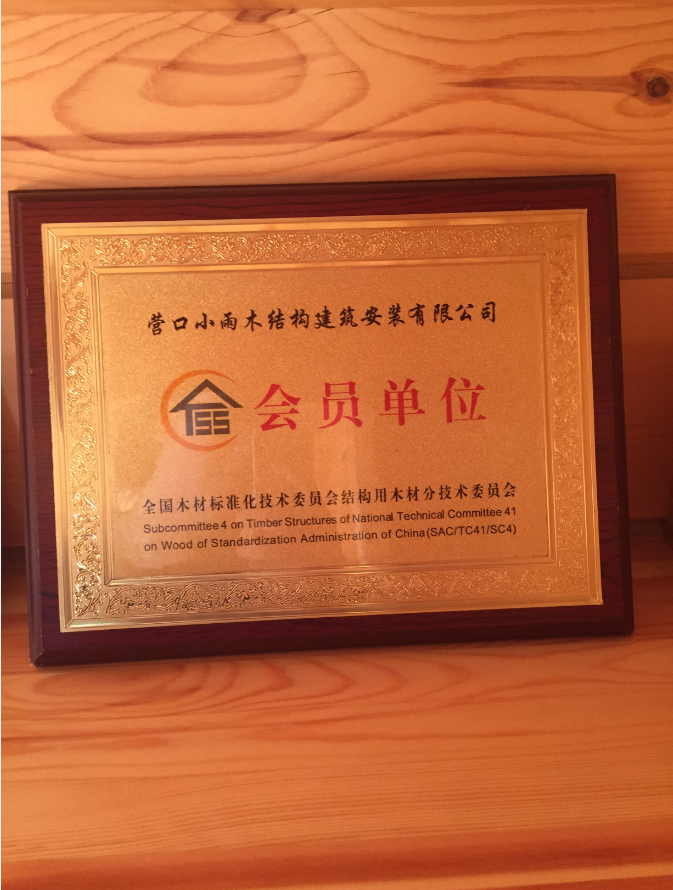 营口小雨木结构建筑安装有限公司
TSS 会员单位
全国木材标准化技术委员会结构用木材分技术委员会
Subcommittee 4 on Timber Structures of National Technical Committee 41
on Wood of Standardization Administration of China(SAC/TC41/SC4)